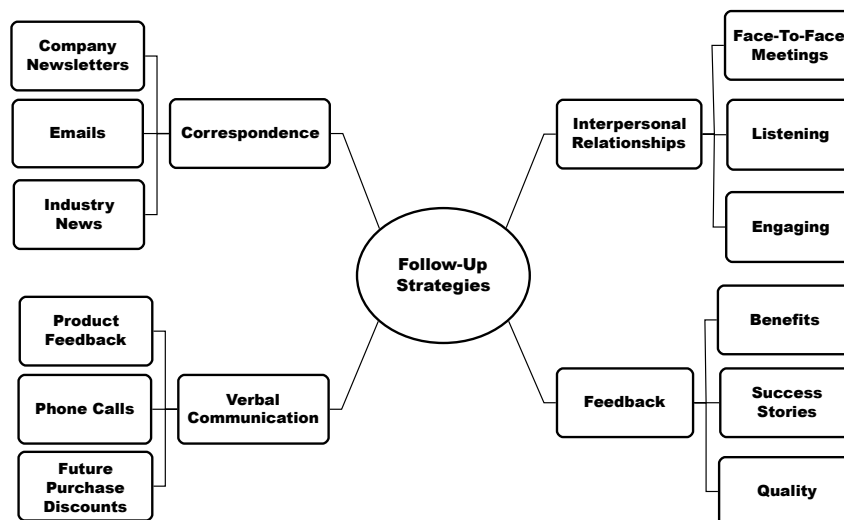 Company
Newsletters
Emails
Industry
News
Correspondence
Face-To-Face
Meetings
Interpersonal
Relationships
Listening
Engaging
Follow-Up
Strategies
Product
Feedback
Phone Calls
Future
Purchase
Discounts
Verbal
Communication
Feedback
Benefits
Success
Stories
Quality